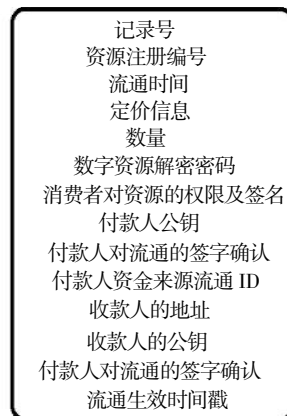 记录号
资源注册编号
流通时间
定价信息
数量
数字资源解密密码
消费者对资源的权限及签名
付款人公钥
付款人对流通的签字确认
付款人资金来源流通 ID
收款人的地址
收款人的公钥
付款人对流通的签字确认
流通生效时间戳